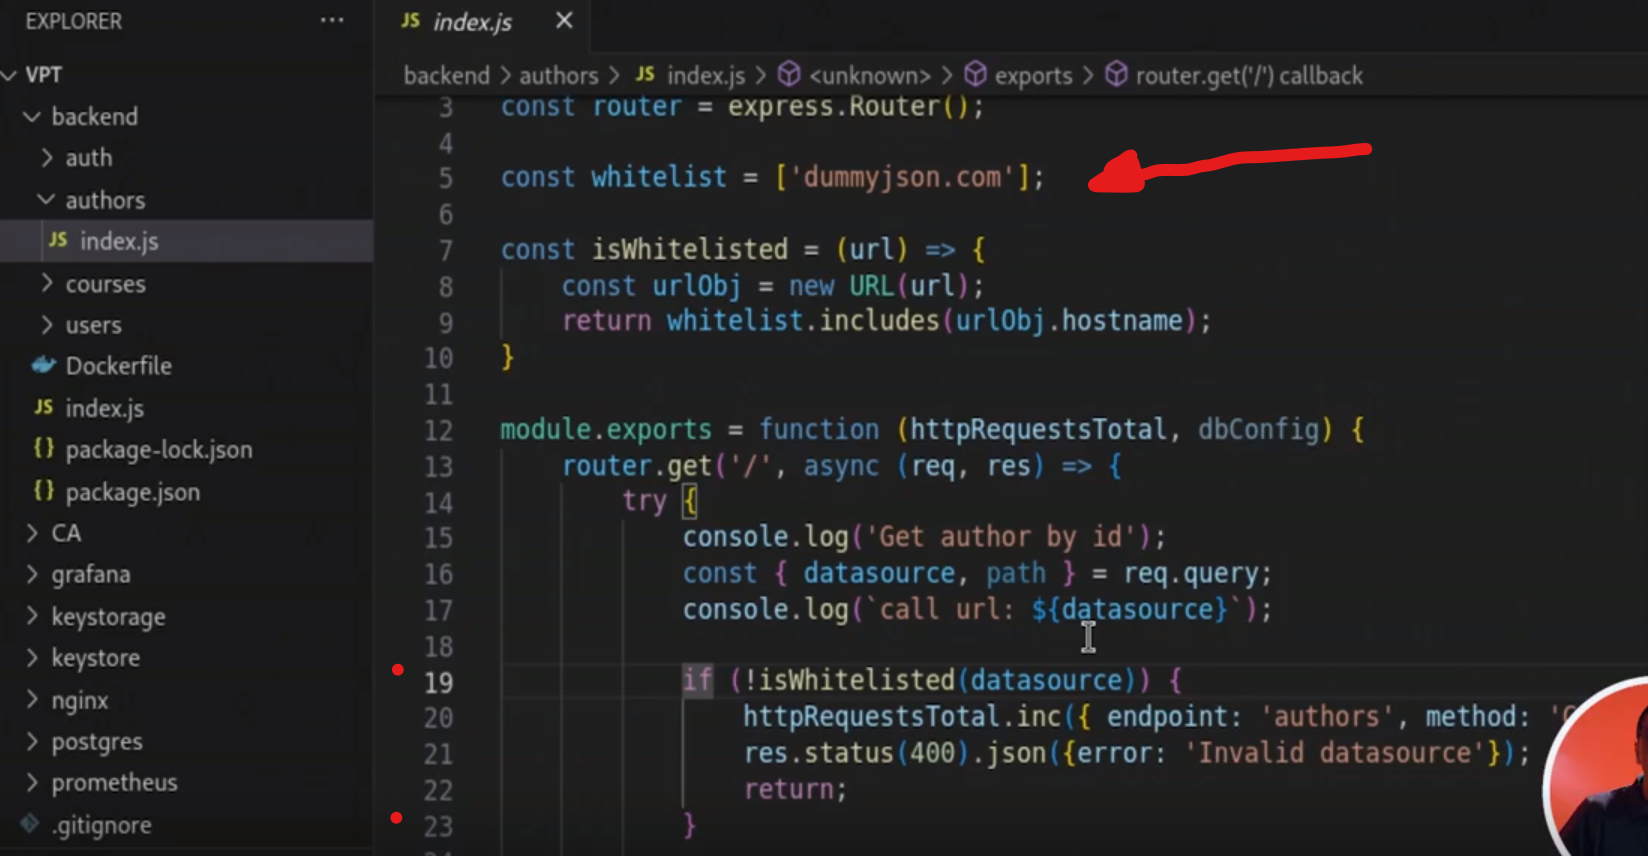 EXPLORER ...
VPT
backend
auth
authors
JS index.js
courses
users
Dockerfile
JS index.js
{} package-lock.json
{} package.json
CA
grafana
keystorage
keystore
nginx
postgres
prometheus
.gitignore
JS index.js
backend > authors > JS index.js > <unknown> > exports > router.get('/') callback
3 const router = express.Router();
4
5 const whitelist = ['dummyjson.com'];
6
7 const isWhitelisted = (url) => {
8 const urlObj = new URL(url);
9 return whitelist.includes(urlObj.hostname);
10 }
11
12 module.exports = function (httpRequestsTotal, dbConfig) {
13 router.get('/', async (req, res) => {
14 try {
15 console.log('Get author by id');
16 const { datasource, path } = req.query;
17 console.log(`call url: ${datasource}`);
18
19 if (!isWhitelisted(datasource)) {
20 httpRequestsTotal.inc({ endpoint: 'authors', method: '
21 res.status(400).json({error: 'Invalid datasource'});
22 return;
23 }